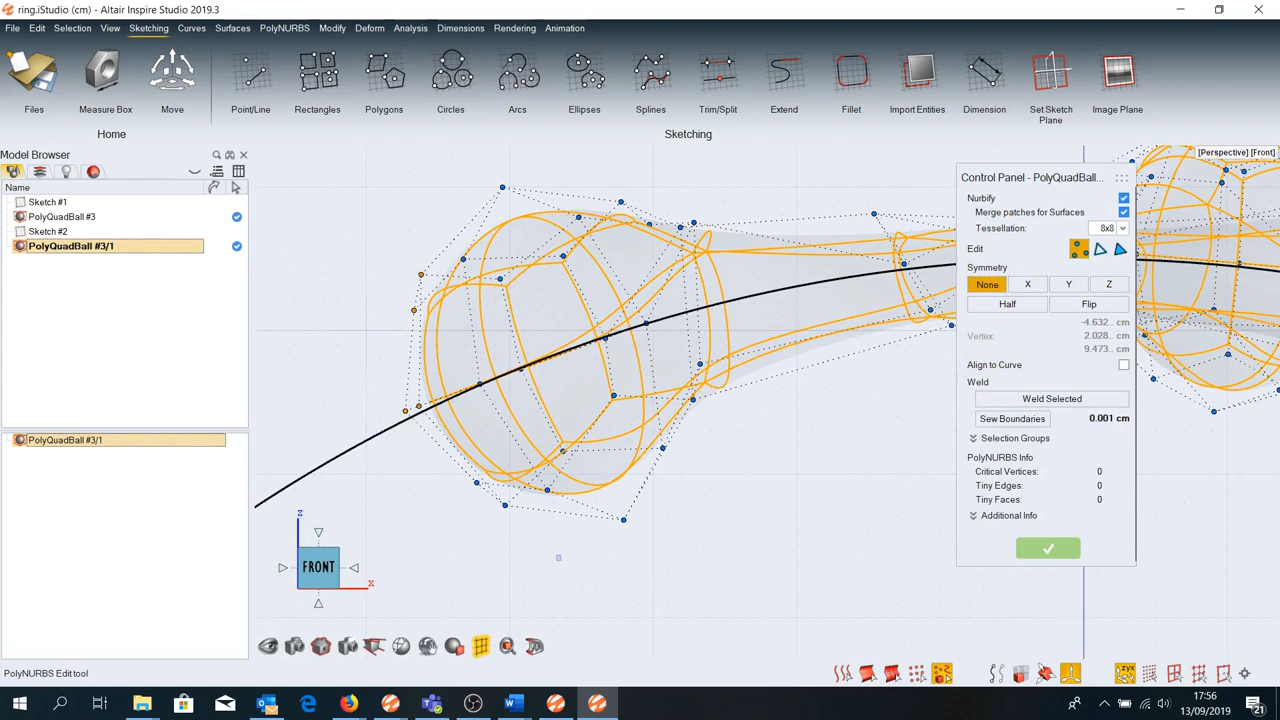 ring.iStudio (cm) - Altair Inspire Studio 2019.3
File Edit Selection View Sketching Curves Surfaces PolyNURBS Modify Deform Analysis Dimensions Rendering Animation
Files Measure Box Move Point/Line Rectangles Polygons Circles Arcs Ellipses Splines Trim/Split Extend Fillet Import Entities Dimension Set Sketch Plane Image Plane
Home Sketching
Model Browser
Name
Sketch #1
PolyQuadBall #3
Sketch #2
PolyQuadBall #3/1
PolyQuadBall #3/1
[Perspective] [Front]
Control Panel - PolyQuadBall...
Nurbify
Merge patches for Surfaces
Tessellation: 8x8
Edit
Symmetry
None X Y Z
Half Flip
-4.632.. cm
Vertex: 2.028... cm
9.473... cm
Align to Curve
Weld
Weld Selected
Sew Boundaries 0.001 cm
Selection Groups
PolyNURBS Info
Critical Vertices: 0
Tiny Edges: 0
Tiny Faces: 0
Additional Info
z
FRONT
x
PolyNURBS Edit tool
zyx
17:56
13/09/2019
21